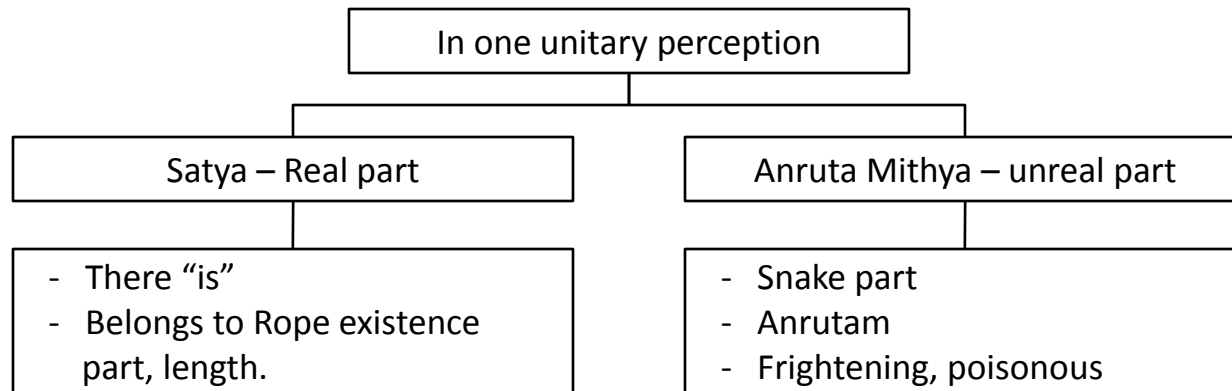 In one unitary perception
Satya – Real part
Anruta Mithya – unreal part
- There “is”
- Belongs to Rope existence
part, length.
- Snake part
- Anrutam
- Frightening, poisonous